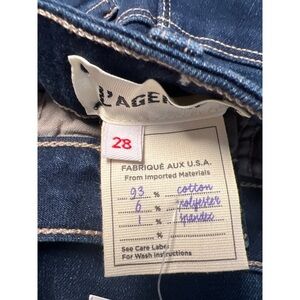 L'AGEN
28
FABRIQUÉ AUX U.S.A.
From Imported Materials
93 % cotton
6 % polyester
1 % spandex
%
See Care Label
For Wash Instructions